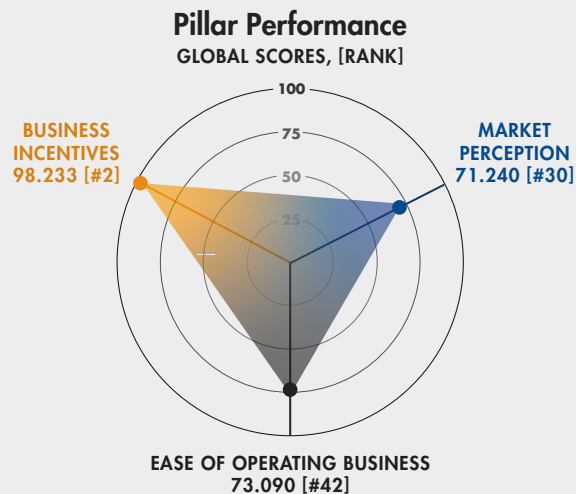 Pillar Performance
GLOBAL SCORES, [RANK]
100
75
50
25
BUSINESS
INCENTIVES
98.233 [#2]
MARKET
PERCEPTION
71.240 [#30]
EASE OF OPERATING BUSINESS
73.090 [#42]